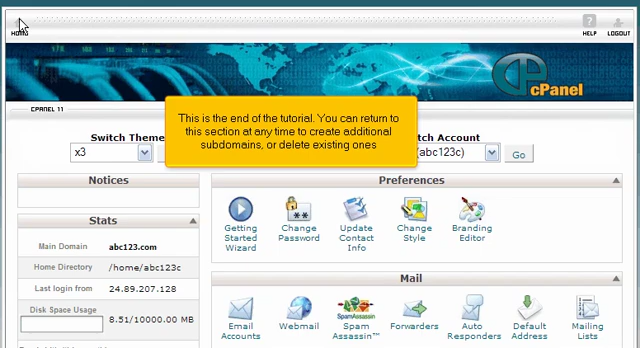 HOME
HELP
LOGOUT
cPanel
CPANEL 11
This is the end of the tutorial. You can return to
this section at any time to create additional
subdomains, or delete existing ones
Switch Theme
tch Account
x3
(abc123c)
Go
Notices
Stats
Main Domain
abc123.com
Home Directory
/home/abc123c
Last login from
24.89.207.128
Disk Space Usage
8.51/10000.00 MB
Preferences
Getting
Started
Wizard
Change
Password
Update
Contact
Info
Change
Style
Branding
Editor
Mail
Email
Accounts
Webmail
SPAMASSASSIN
Spam
Assassin™
Forwarders
Auto
Responders
Default
Address
Mailing
Lists